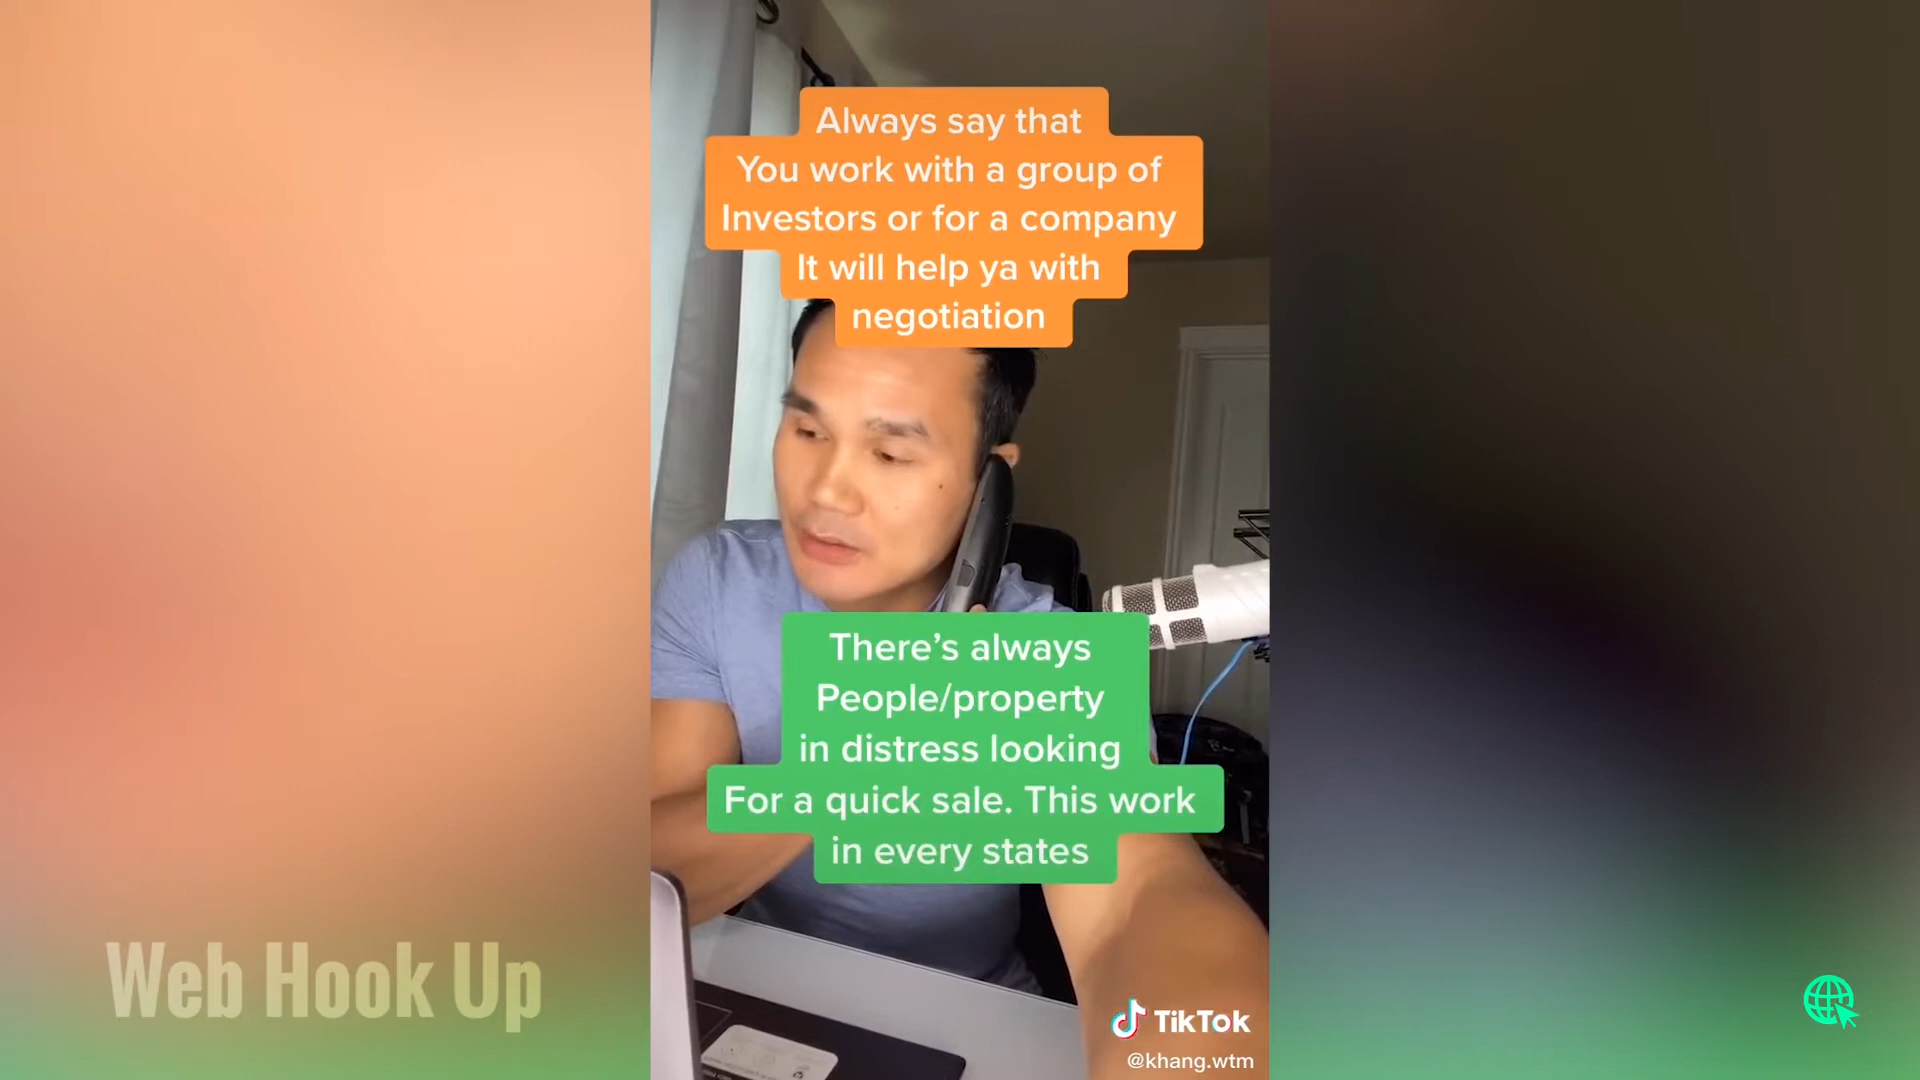 Always say that
You work with a group of
Investors or for a company
It will help ya with
negotiation
There's always
People/property
in distress looking
For a quick sale. This work
in every states
Web Hook Up
TikTok
@khang.wtm